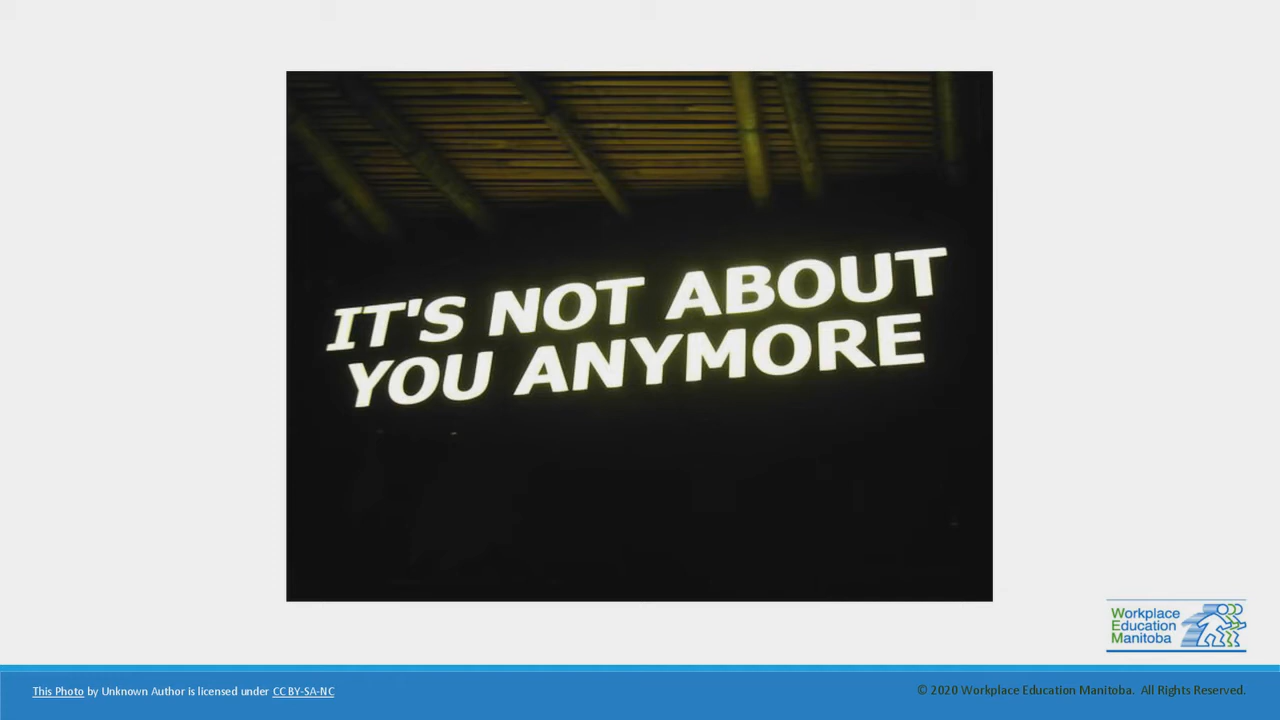 IT'S NOT ABOUT
YOU ANYMORE
Workplace
Education
Manitoba
This Photo by Unknown Author is licensed under CC BY-SA-NC
© 2020 Workplace Education Manitoba. All Rights Reserved.